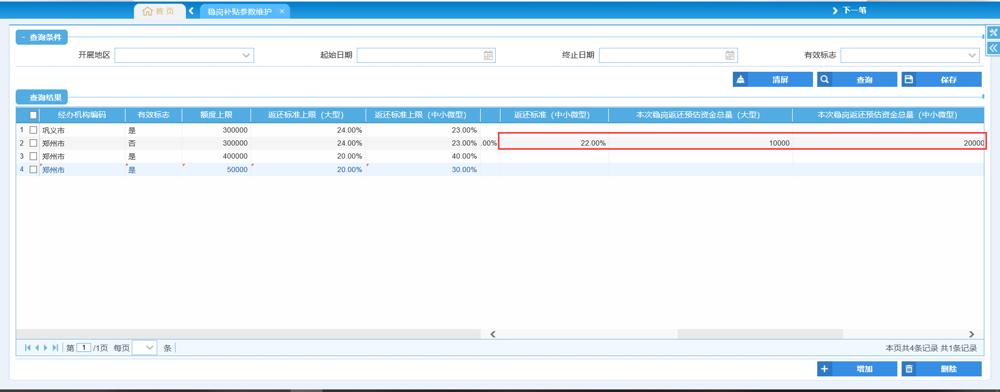 首 页 稳岗补贴参数维护 × 下一笔
- 查询条件
开展地区 起始日期 终止日期 有效标志
清屏 查询 保存
查询结果
经办机构编码 有效标志 额度上限 返还标准上限（大型） 返还标准上限（中小微型） 返还标准（中小微型） 本次稳岗返还预估资金总量（大型） 本次稳岗返还预估资金总量（中小微型）
1 巩义市 是 300000 24.00% 23.00%
2 郑州市 否 300000 24.00% 23.00% .00% 22.00% 10000 20000
3 郑州市 是 400000 20.00% 40.00%
4 郑州市 是 50000 20.00% 30.00%
第 1 /1页 每页 条 本页共4条记录 共1条记录
增加 删除